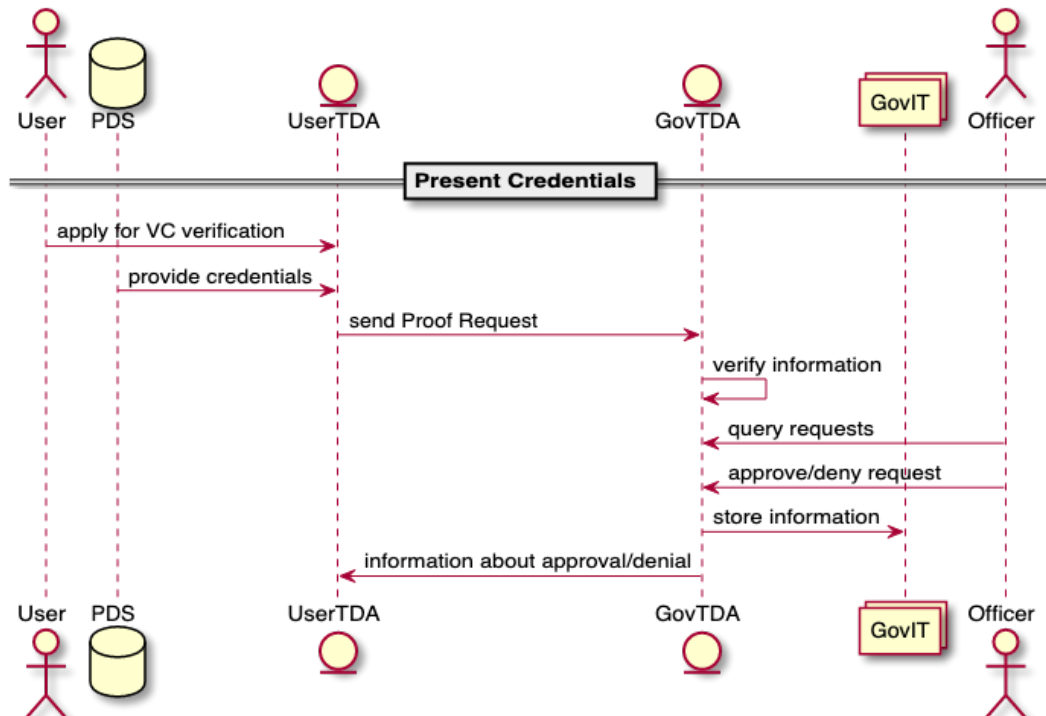 User
PDS
UserTDA
GovTDA
GovIT
Officer
Present Credentials
apply for VC verification
provide credentials
send Proof Request
verify information
query requests
approve/deny request
store information
information about approval/denial
User
PDS
UserTDA
GovTDA
GovIT
Officer